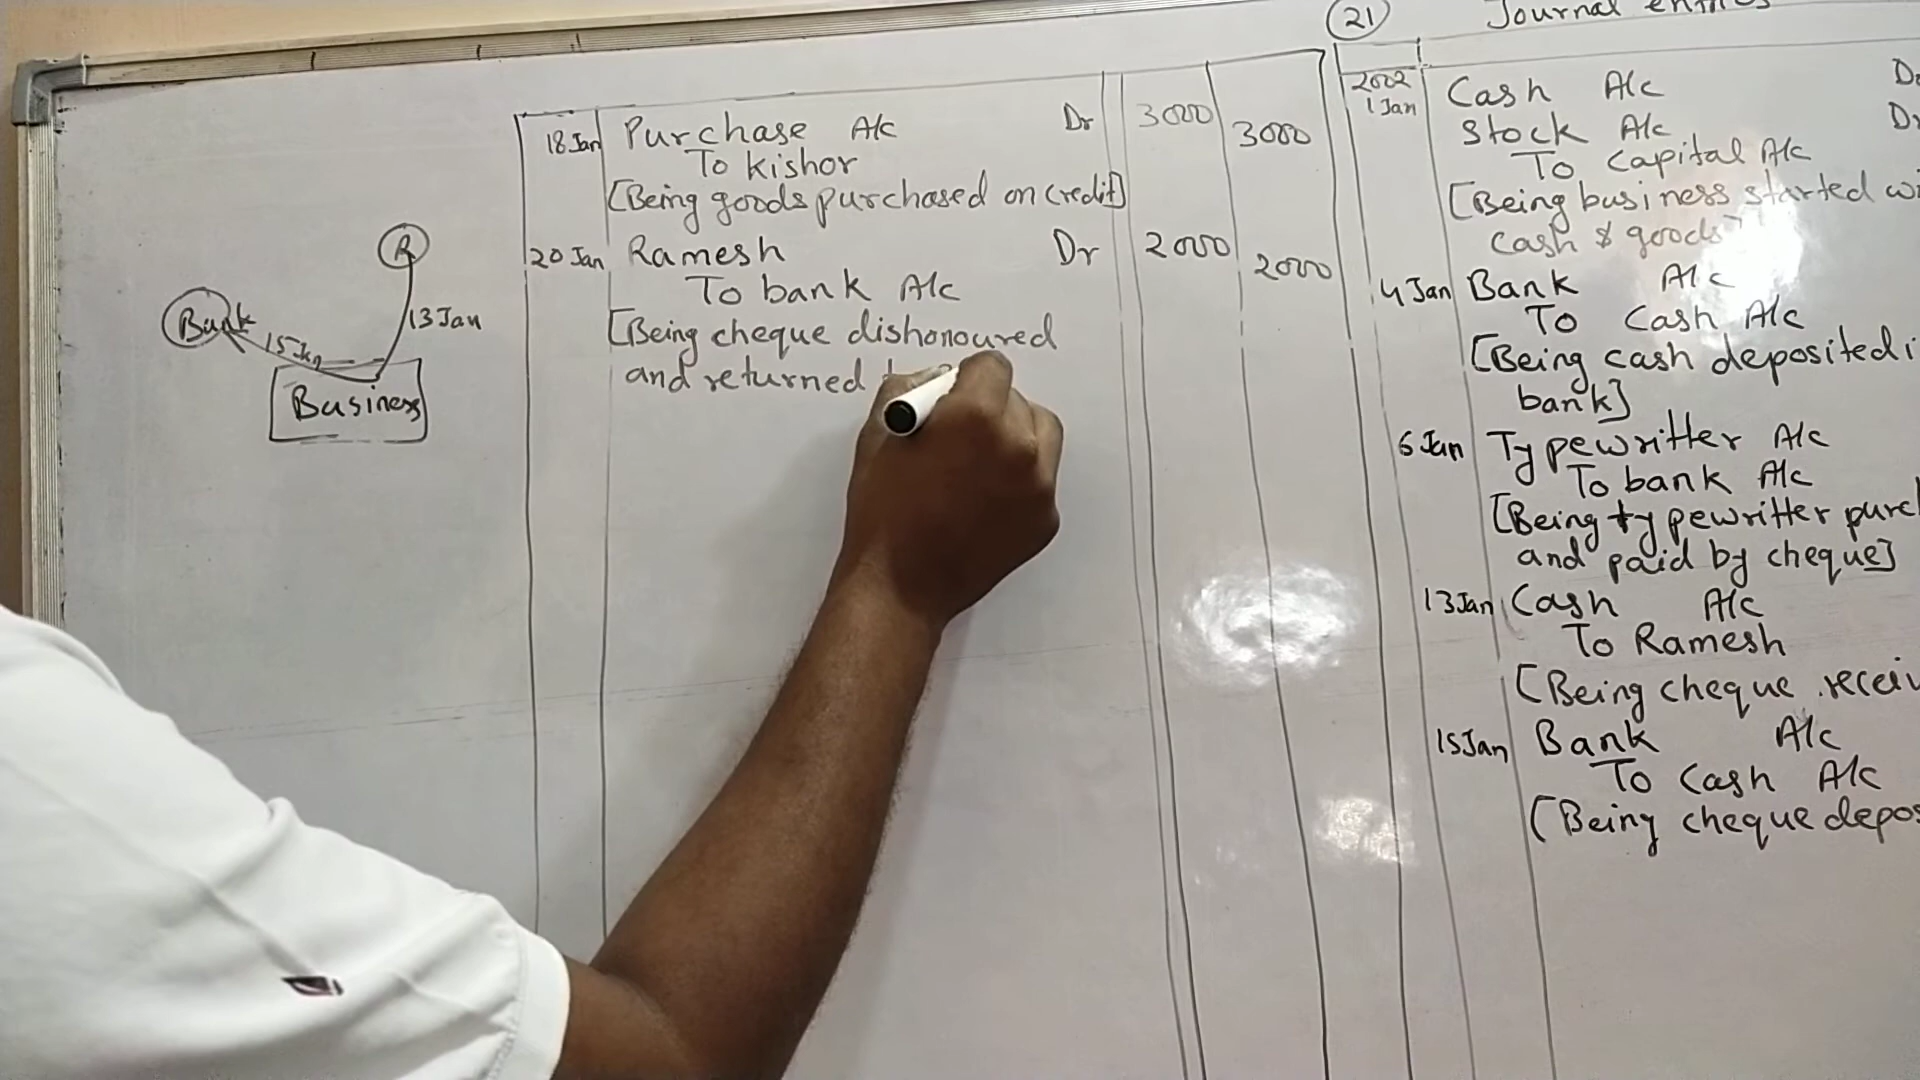 R
13 Jan
Bank
15 Jan
Business
18 Jan Purchase A/c Dr 3000
To kishor 3000
[Being goods purchased on credit]
20 Jan Ramesh Dr 2000
To bank A/c 2000
[Being cheque dishonoured
and returned
21 Journal entries
2002
1 Jan Cash A/c
Stock A/c
To Capital A/c
[Being business started
cash & goods]
4 Jan Bank A/c
To Cash A/c
[Being cash deposited
bank]
6 Jan Typewritter A/c
To bank A/c
[Being typewritter
and paid by cheque]
13 Jan Cash A/c
To Ramesh
[Being cheque
15 Jan Bank A/c
To Cash A/c
[Being cheque